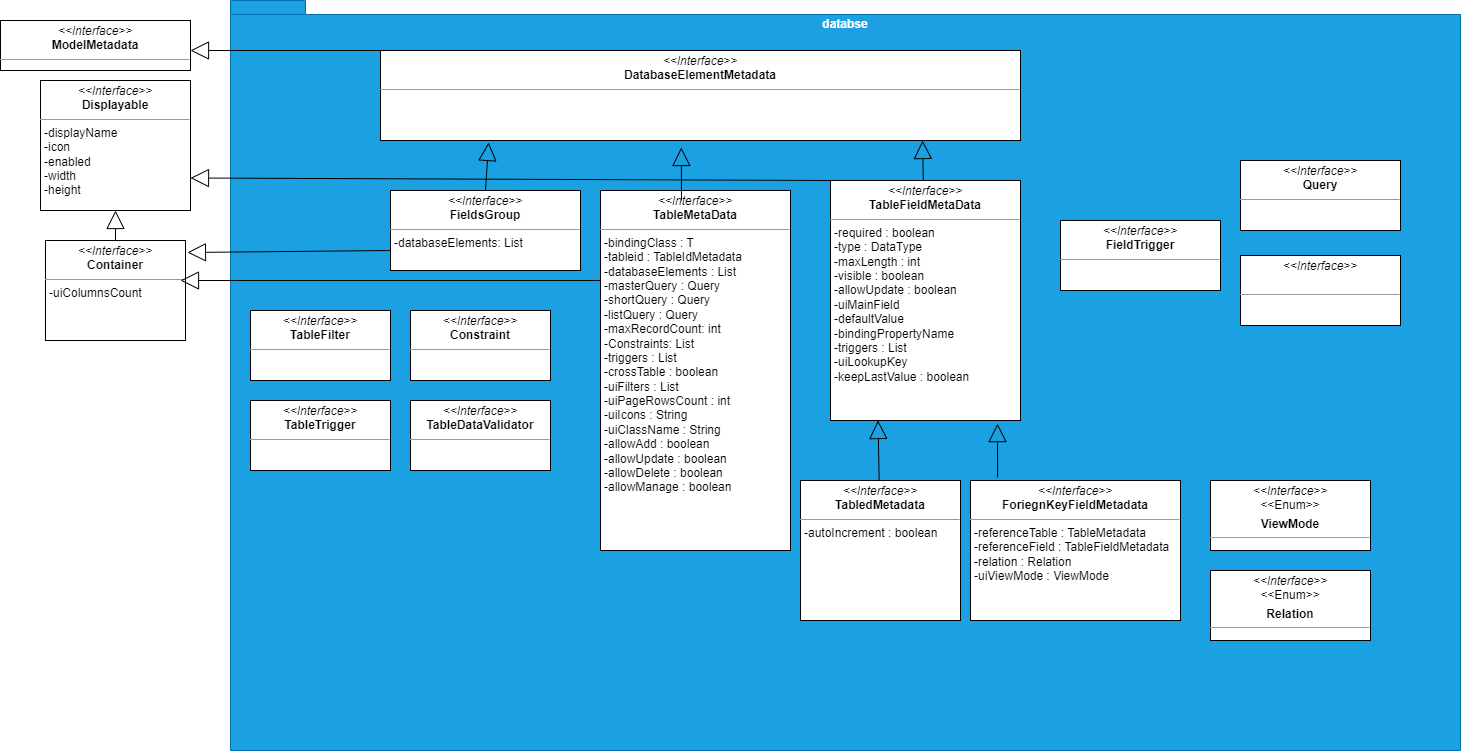 databse
<<Interface>>
ModelMetadata
<<Interface>>
Displayable
-displayName
-icon
-enabled
-width
-height
<<Interface>>
Container
-uiColumnsCount
<<Interface>>
DatabaseElementMetadata
<<Interface>>
FieldsGroup
-databaseElements: List
<<Interface>>
TableMetaData
-bindingClass : T
-tableid : TableIdMetadata
-databaseElements : List
-masterQuery : Query
-shortQuery : Query
-listQuery : Query
-maxRecordCount: int
-Constraints: List
-triggers : List
-crossTable : boolean
-uiFilters : List
-uiPageRowsCount : int
-uiIcons : String
-uiClassName : String
-allowAdd : boolean
-allowUpdate : boolean
-allowDelete : boolean
-allowManage : boolean
<<Interface>>
TableFieldMetaData
-required : boolean
-type : DataType
-maxLength : int
-visible : boolean
-allowUpdate : boolean
-uiMainField
-defaultValue
-bindingPropertyName
-triggers : List
-uiLookupKey
-keepLastValue : boolean
<<Interface>>
FieldTrigger
<<Interface>>
Query
<<Interface>>
<<Interface>>
TableFilter
<<Interface>>
Constraint
<<Interface>>
TableTrigger
<<Interface>>
TableDataValidator
<<Interface>>
TabledMetadata
-autoIncrement : boolean
<<Interface>>
ForiegnKeyFieldMetadata
-referenceTable : TableMetadata
-referenceField : TableFieldMetadata
-relation : Relation
-uiViewMode : ViewMode
<<Interface>>
<<Enum>>
ViewMode
<<Interface>>
<<Enum>>
Relation